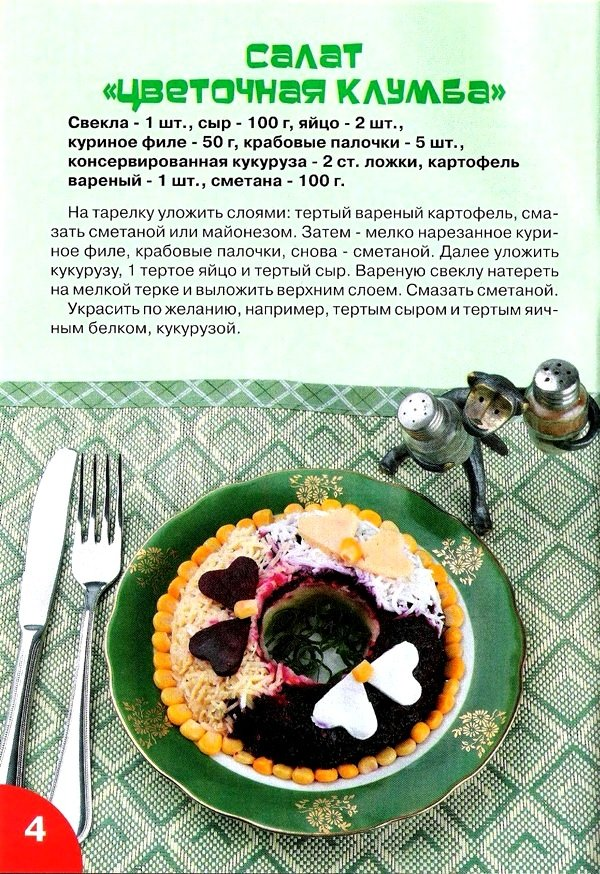 САЛАТ
«ЦВЕТОЧНАЯ КЛУМБА»
Свекла - 1 шт., сыр - 100 г, яйцо - 2 шт.,
куриное филе - 50 г, крабовые палочки - 5 шт.,
консервированная кукуруза - 2 ст. ложки, картофель
вареный - 1 шт., сметана - 100 г.
На тарелку уложить слоями: тертый вареный картофель, сма-
зать сметаной или майонезом. Затем - мелко нарезанное кури-
ное филе, крабовые палочки, снова - сметаной. Далее уложить
кукурузу, 1 тертое яйцо и тертый сыр. Вареную свеклу натереть
на мелкой терке и выложить верхним слоем. Смазать сметаной.
Украсить по желанию, например, тертым сыром и тертым яич-
ным белком, кукурузой.
4